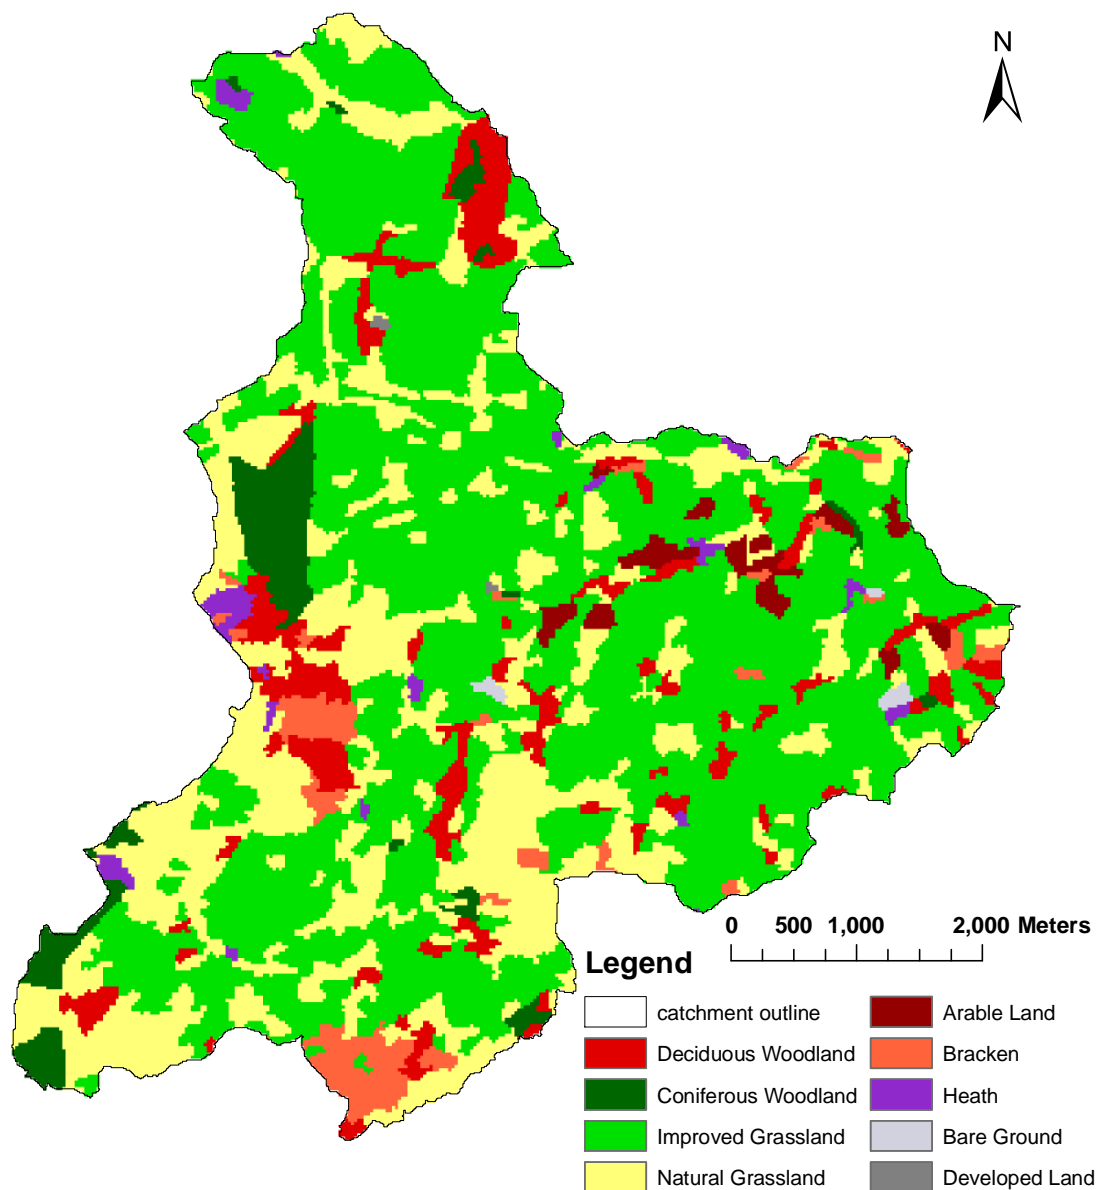 N
0 500 1,000 2,000 Meters
Legend
catchment outline
Deciduous Woodland
Coniferous Woodland
Improved Grassland
Natural Grassland
Arable Land
Bracken
Heath
Bare Ground
Developed Land